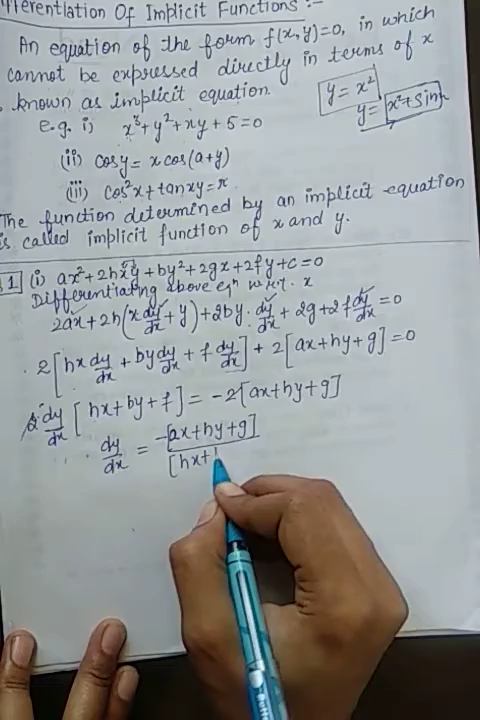 Differentiation Of Implicit Functions :-
An equation of the form f(x,y)=0, in which
cannot be expressed directly in terms of x
known as implicit equation.
y = x²
y = x²+sinx
E.g. i) x³+y²+xy+5=0
(ii) cosy = x cos(a+y)
(iii) cos²x+tanxy=π
The function determined by an implicit equation
is called implicit function of x and y.
1 (i) ax²+2hxy+by²+2gx+2fy+c=0
Differentiating above eqn w.r.t. x
2ax+2h(x dy/dx + y)+2by. dy/dx + 2g+2f dy/dx =0
2[hx dy/dx + by dy/dx + f dy/dx] + 2[ax+hy+g]=0
2 dy/dx [hx+by+f] = -2[ax+hy+g]
dy/dx = -[ax+hy+g] / [hx+